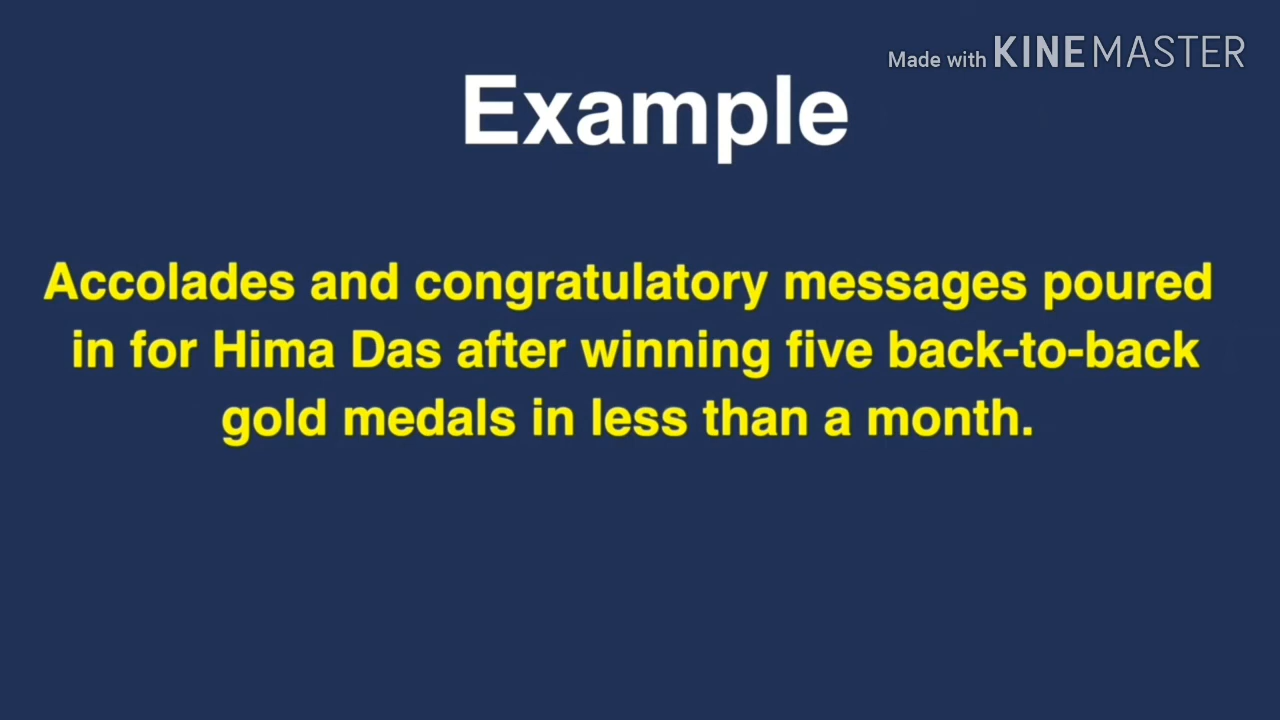 Made with KINEMASTER
Example
Accolades and congratulatory messages poured
in for Hima Das after winning five back-to-back
gold medals in less than a month.